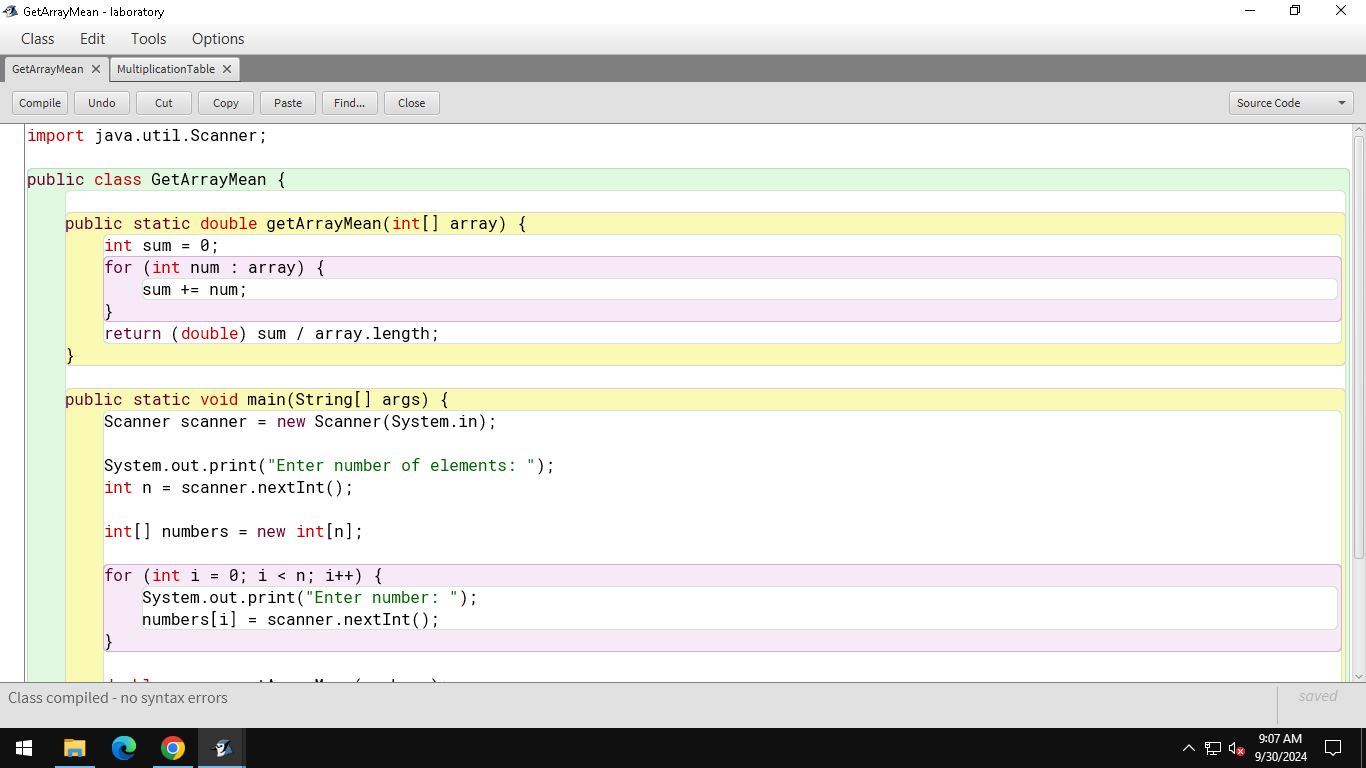 GetArrayMean - laboratory
Class Edit Tools Options
GetArrayMean MultiplicationTable
Compile Undo Cut Copy Paste Find... Close Source Code
import java.util.Scanner;
public class GetArrayMean {
public static double getArrayMean(int[] array) {
int sum = 0;
for (int num : array) {
sum += num;
}
return (double) sum / array.length;
}
public static void main(String[] args) {
Scanner scanner = new Scanner(System.in);
System.out.print("Enter number of elements: ");
int n = scanner.nextInt();
int[] numbers = new int[n];
for (int i = 0; i < n; i++) {
System.out.print("Enter number: ");
numbers[i] = scanner.nextInt();
}
Class compiled - no syntax errors
saved
9:07 AM
9/30/2024